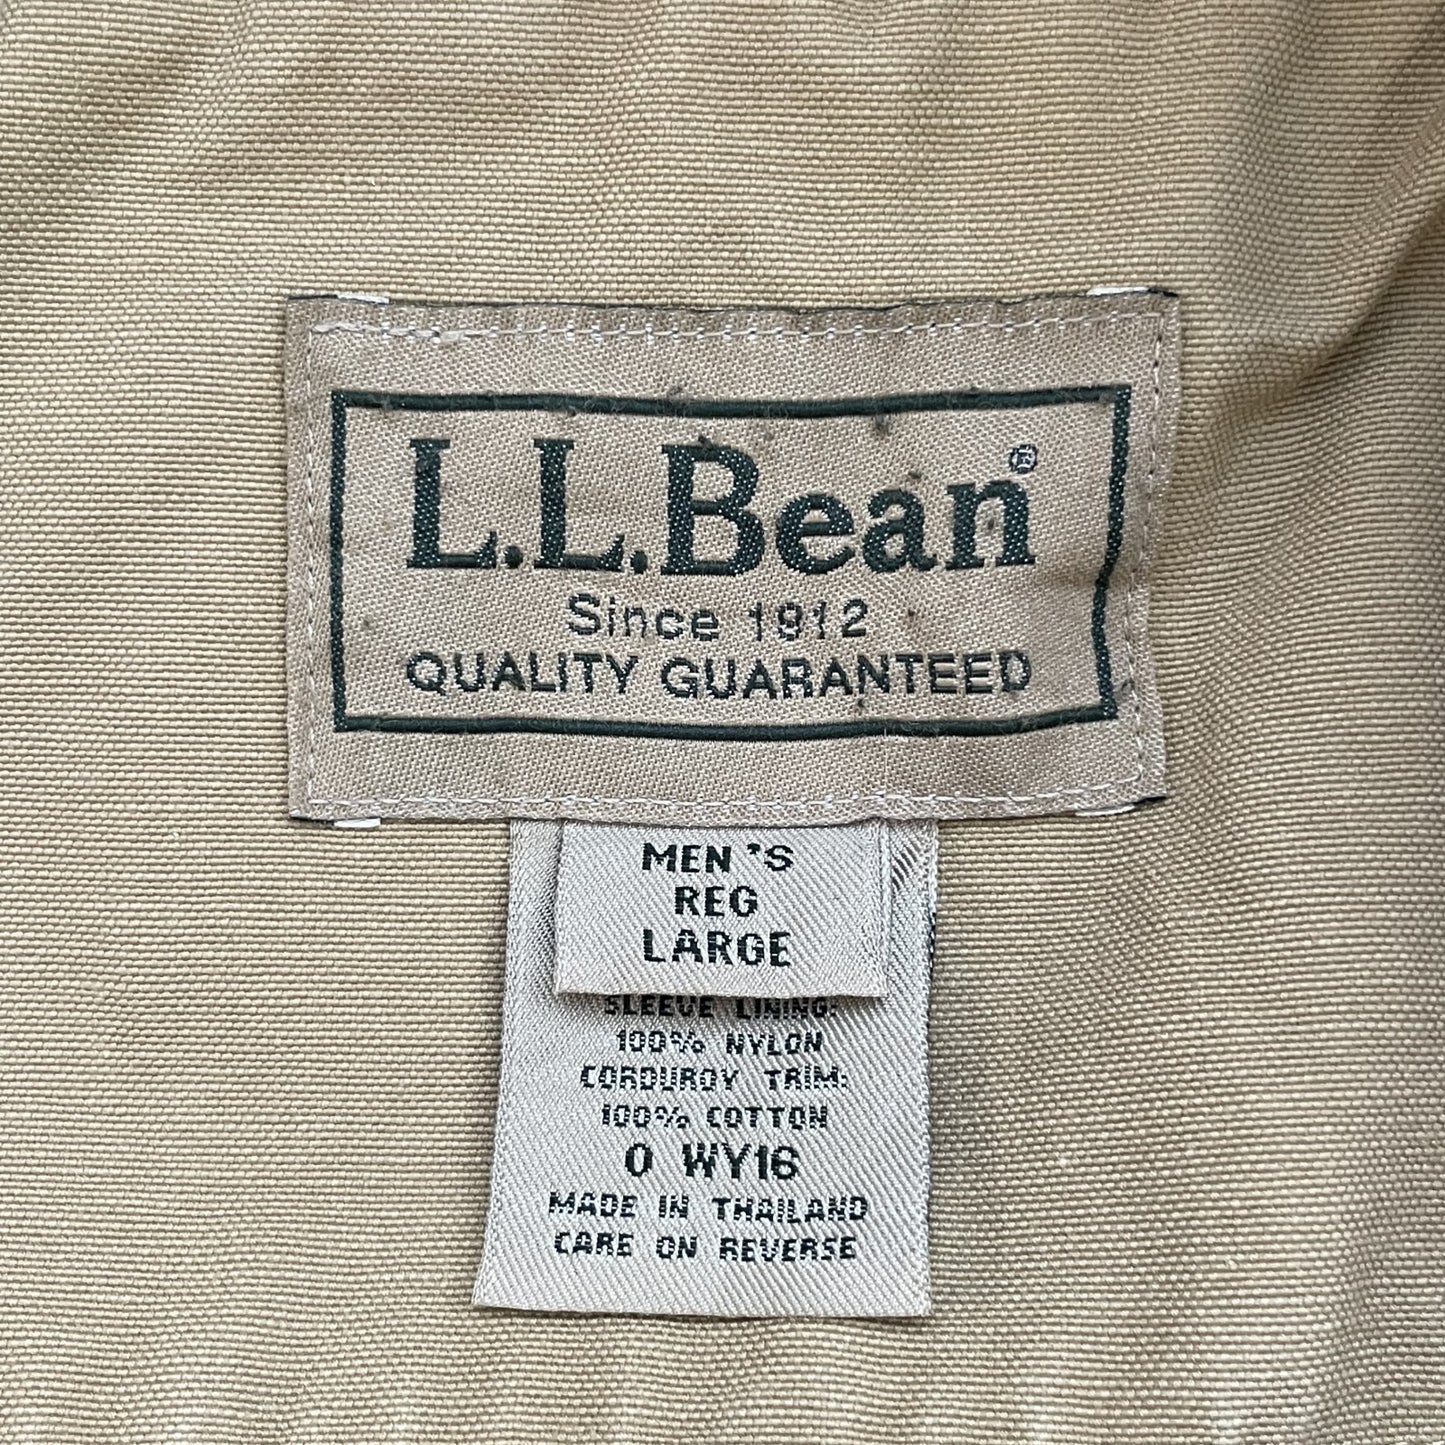 L.L.Bean®
Since 1912
QUALITY GUARANTEED
MEN'S
REG
LARGE
SLEEVE LINING:
100% NYLON
CORDUROY TRIM:
100% COTTON
0 WY16
MADE IN THAILAND
CARE ON REVERSE